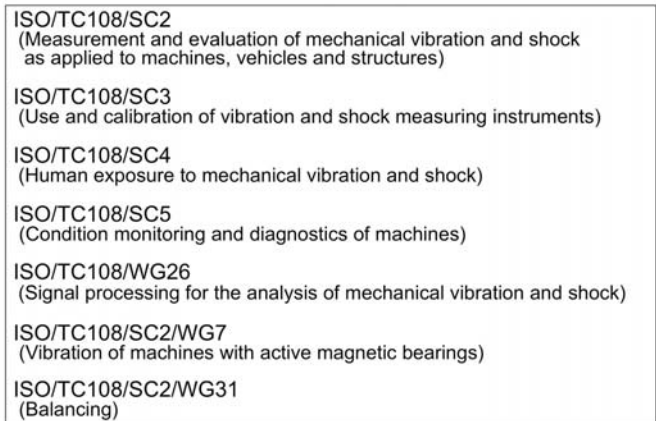 ISO/TC108/SC2
(Measurement and evaluation of mechanical vibration and shock
as applied to machines, vehicles and structures)
ISO/TC108/SC3
(Use and calibration of vibration and shock measuring instruments)
ISO/TC108/SC4
(Human exposure to mechanical vibration and shock)
ISO/TC108/SC5
(Condition monitoring and diagnostics of machines)
ISO/TC108/WG26
(Signal processing for the analysis of mechanical vibration and shock)
ISO/TC108/SC2/WG7
(Vibration of machines with active magnetic bearings)
ISO/TC108/SC2/WG31
(Balancing)